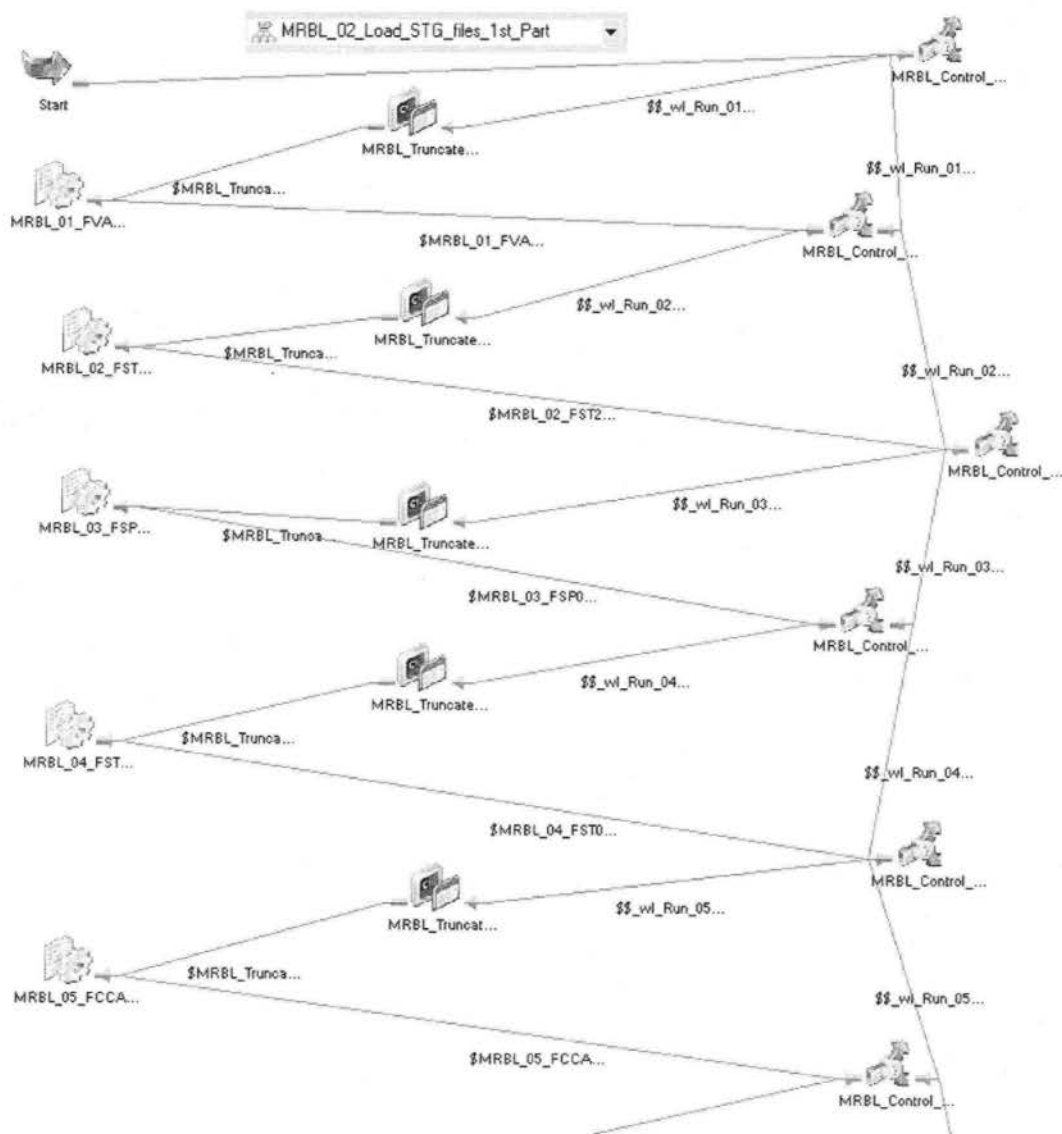 MRBL_02_Load_STG_files_1st_Part
Start
MRBL_Control_...
$$_wl_Run_01...
MRBL_Truncate...
$$_wl_Run_01...
$MRBL_Trunca...
MRBL_01_FVA...
$MRBL_01_FVA...
MRBL_Control_...
$$_wl_Run_02...
MRBL_Truncate...
$MRBL_Trunca...
MRBL_02_FST...
$$_wl_Run_02...
$MRBL_02_FST2...
MRBL_Control_...
$$_wl_Run_03...
MRBL_03_FSP...
$MRBL_Trunca...
MRBL_Truncate...
$$_wl_Run_03...
$MRBL_03_FSP0...
MRBL_Control_...
$$_wl_Run_04...
MRBL_Truncate...
$MRBL_Trunca...
MRBL_04_FST...
$$_wl_Run_04...
$MRBL_04_FST0...
MRBL_Control_...
$$_wl_Run_05...
MRBL_Truncat...
$MRBL_Trunca...
MRBL_05_FCCA...
$$_wl_Run_05...
$MRBL_05_FCCA...
MRBL_Control_...